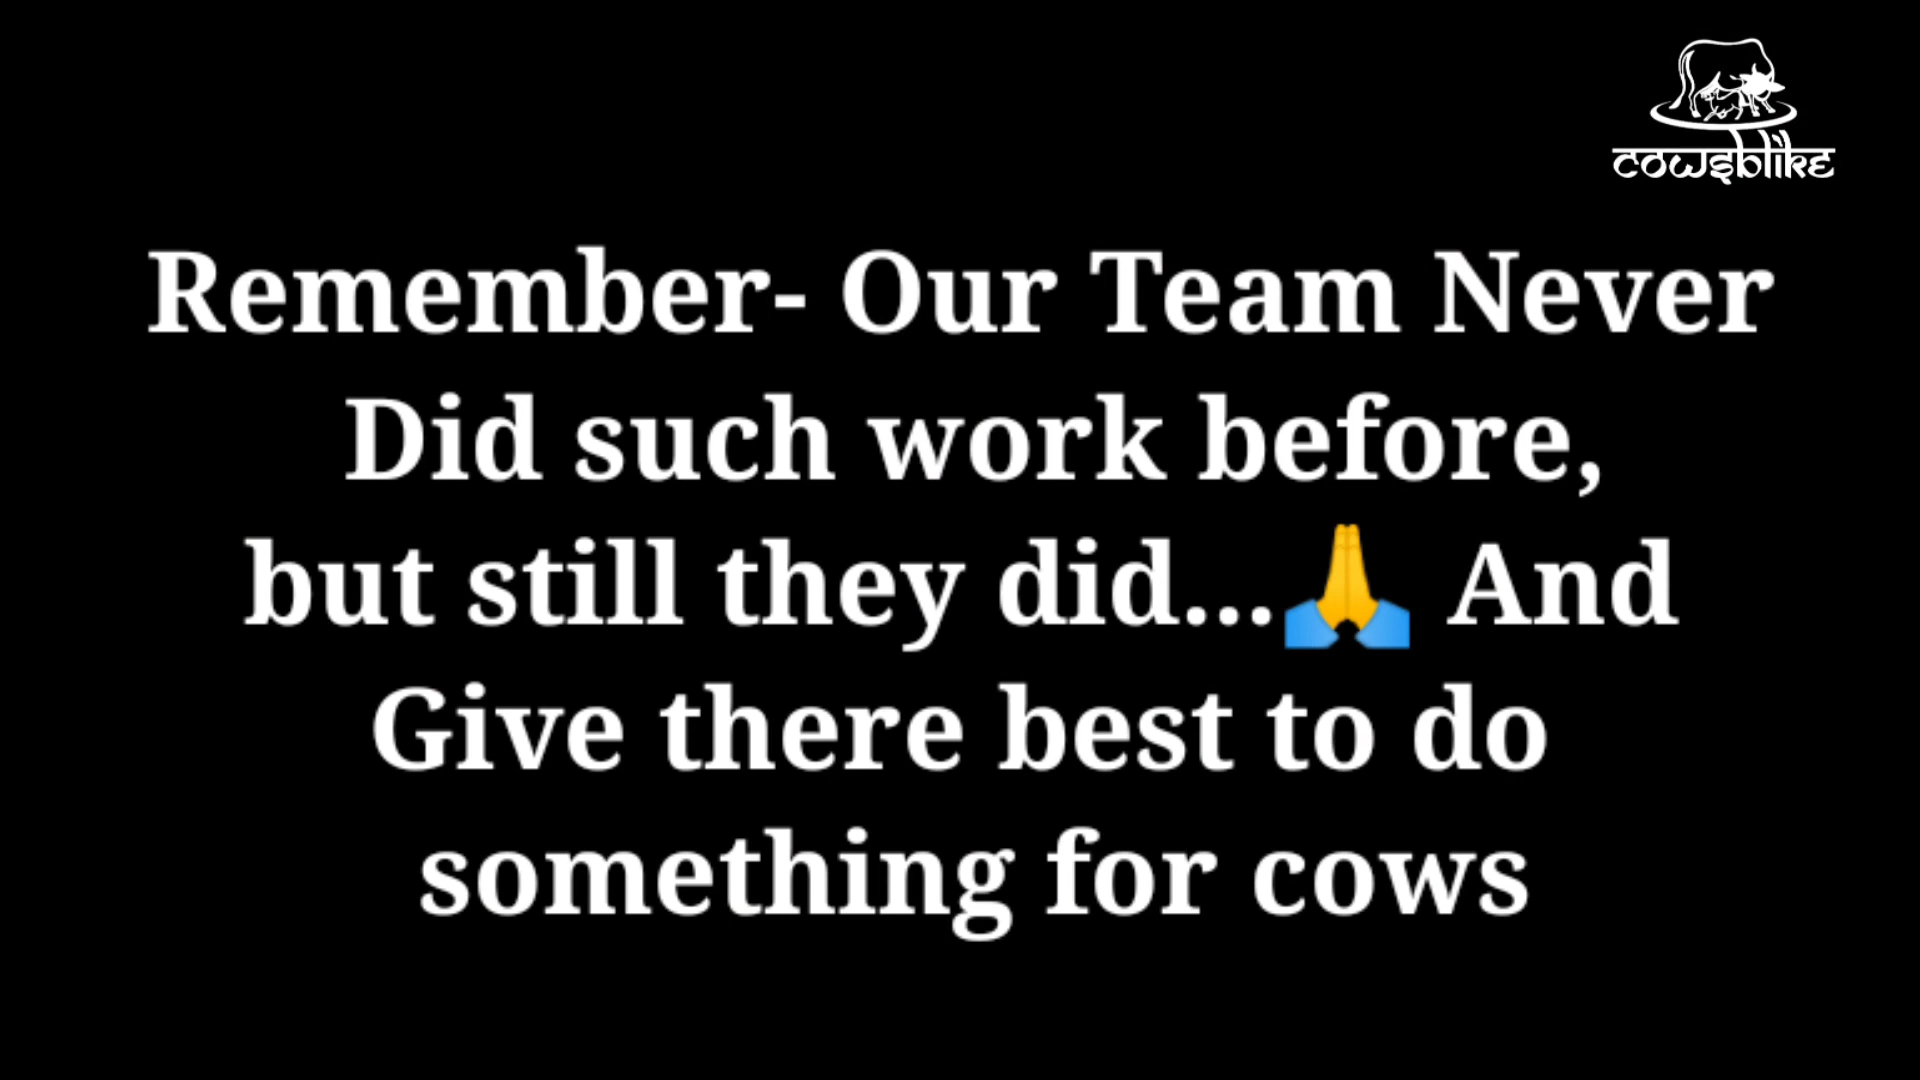 cowsblike
Remember- Our Team Never
Did such work before,
but still they did...🙏 And
Give there best to do
something for cows